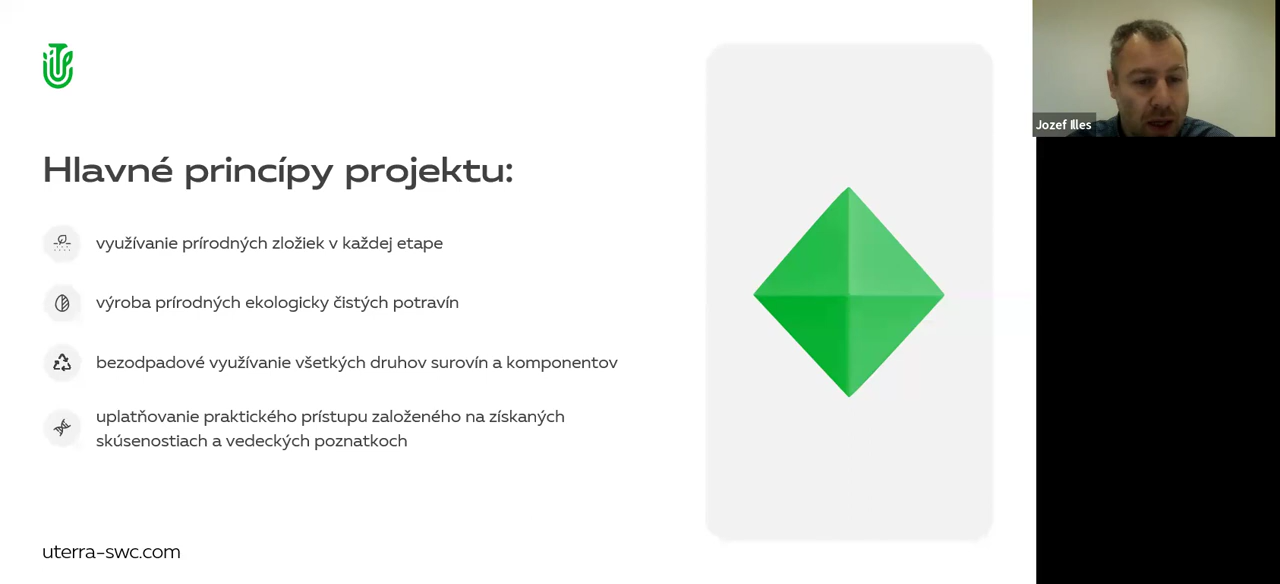 Hlavné princípy projektu:
využívanie prírodných zložiek v každej etape
výroba prírodných ekologicky čistých potravín
bezodpadové využívanie všetkých druhov surovín a komponentov
uplatňovanie praktického prístupu založeného na získaných
skúsenostiach a vedeckých poznatkoch
uterra-swc.com
Jozef Illes